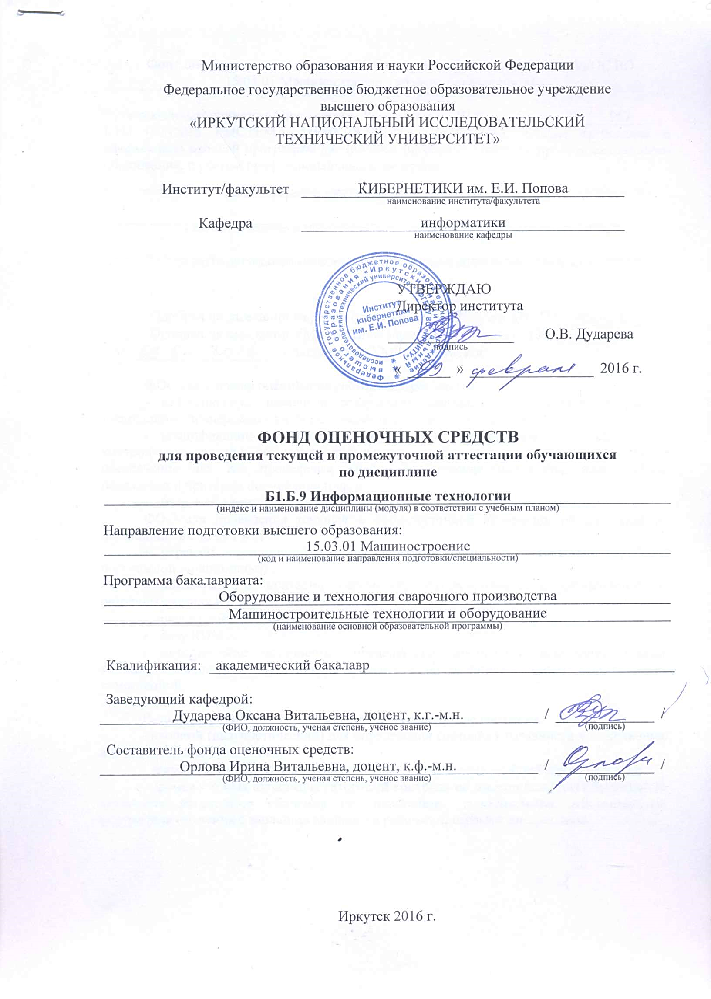 Министерство образования и науки Российской Федерации
Федеральное государственное бюджетное образовательное учреждение
высшего образования
«ИРКУТСКИЙ НАЦИОНАЛЬНЫЙ ИССЛЕДОВАТЕЛЬСКИЙ
ТЕХНИЧЕСКИЙ УНИВЕРСИТЕТ»
Институт/факультет КИБЕРНЕТИКИ им. Е.И. Попова
наименование института/факультета
Кафедра информатики
наименование кафедры
Федеральное государственное бюджетное образовательное учреждение
высшего образования «Иркутский национальный
исследовательский технический университет» (ФГБОУ ВО «ИРНИТУ»)
Институт
кибернетики
им. Е.И. Попова
УТВЕРЖДАЮ
Директор института
О.В. Дударева
подпись
« 09 » февраля 2016 г.
ФОНД ОЦЕНОЧНЫХ СРЕДСТВ
для проведения текущей и промежуточной аттестации обучающихся
по дисциплине
Б1.Б.9 Информационные технологии
(индекс и наименование дисциплины (модуля) в соответствии с учебным планом)
Направление подготовки высшего образования:
15.03.01 Машиностроение
(код и наименование направления подготовки/специальности)
Программа бакалавриата:
Оборудование и технология сварочного производства
Машиностроительные технологии и оборудование
(наименование основной образовательной программы)
Квалификация: академический бакалавр
Заведующий кафедрой:
Дударева Оксана Витальевна, доцент, к.г.-м.н. / /
(ФИО, должность, ученая степень, ученое звание) (подпись)
Составитель фонда оценочных средств:
Орлова Ирина Витальевна, доцент, к.ф.-м.н. / /
(ФИО, должность, ученая степень, ученое звание) (подпись)
Иркутск 2016 г.